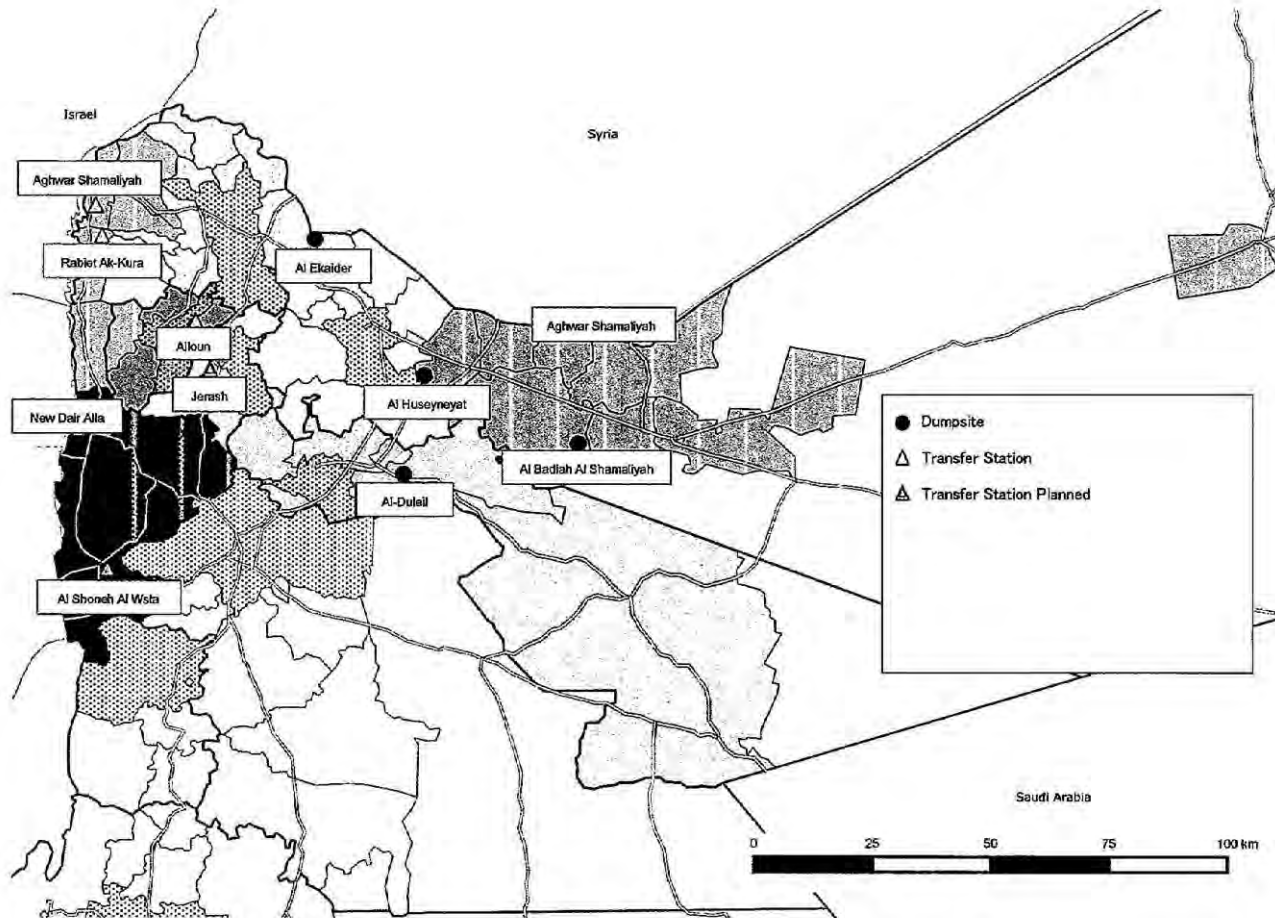 Israel
Syria
Aghwar Shamaliyah
Rabiet Ak-Kura
Al Ekaider
Aghwar Shamaliyah
Alloun
Jerash
New Dair Alla
Al Huseyneyat
Dumpsite
Al Badiah Al Shamaliyah
Transfer Station
Al-Dulail
Transfer Station Planned
Al Shoneh Al Wsta
Saudi Arabia
0 25 50 75 100 km